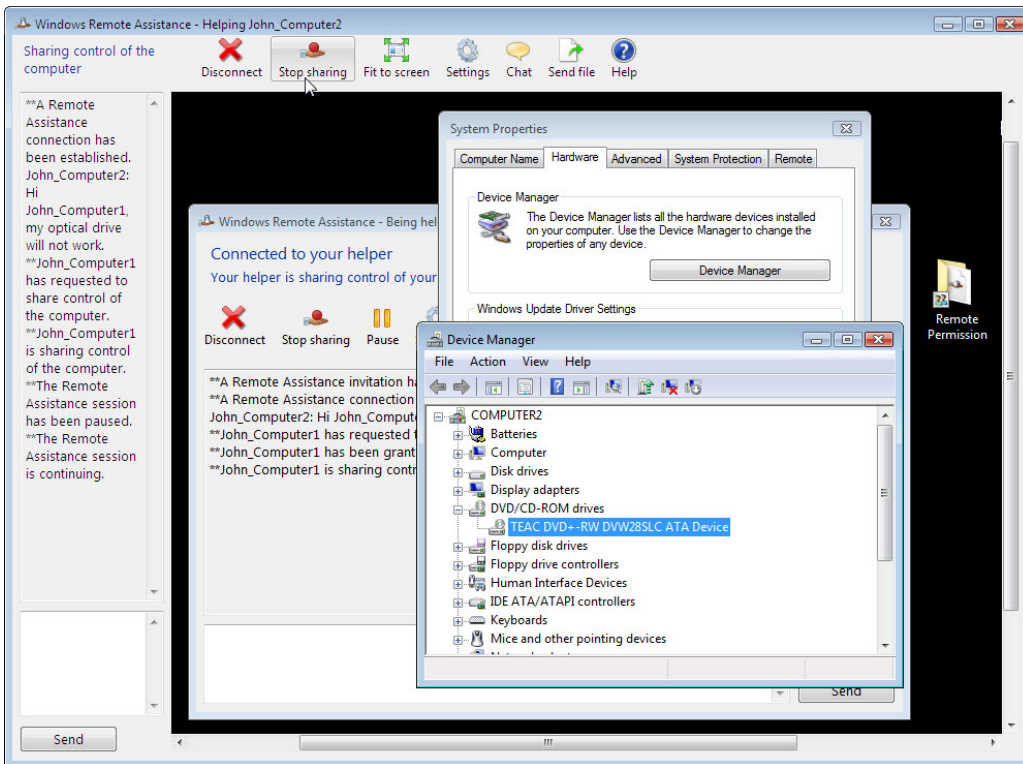 Windows Remote Assistance - Helping John_Computer2
Sharing control of the
computer
Disconnect
Stop sharing
Fit to screen
Settings
Chat
Send file
Help
**A Remote
Assistance
connection has
been established.
John_Computer2:
Hi
John_Computer1,
my optical drive
will not work.
**John_Computer1
has requested to
share control of
the computer.
**John_Computer1
is sharing control
of the computer.
**The Remote
Assistance session
has been paused.
**The Remote
Assistance session
is continuing.
Send
System Properties
Computer Name
Hardware
Advanced
System Protection
Remote
Device Manager
The Device Manager lists all the hardware devices installed
on your computer. Use the Device Manager to change the
properties of any device.
Device Manager
Windows Update Driver Settings
Windows Remote Assistance - Being hel
Connected to your helper
Your helper is sharing control of your
Disconnect
Stop sharing
Pause
**A Remote Assistance invitation ha
**A Remote Assistance connection
John_Computer2: Hi John_Compute
**John_Computer1 has requested t
**John_Computer1 has been grant
**John_Computer1 is sharing contr
Send
Remote
Permission
Device Manager
File Action View Help
COMPUTER2
Batteries
Computer
Disk drives
Display adapters
DVD/CD-ROM drives
TEAC DVD+-RW DVW28SLC ATA Device
Floppy disk drives
Floppy drive controllers
Human Interface Devices
IDE ATA/ATAPI controllers
Keyboards
Mice and other pointing devices